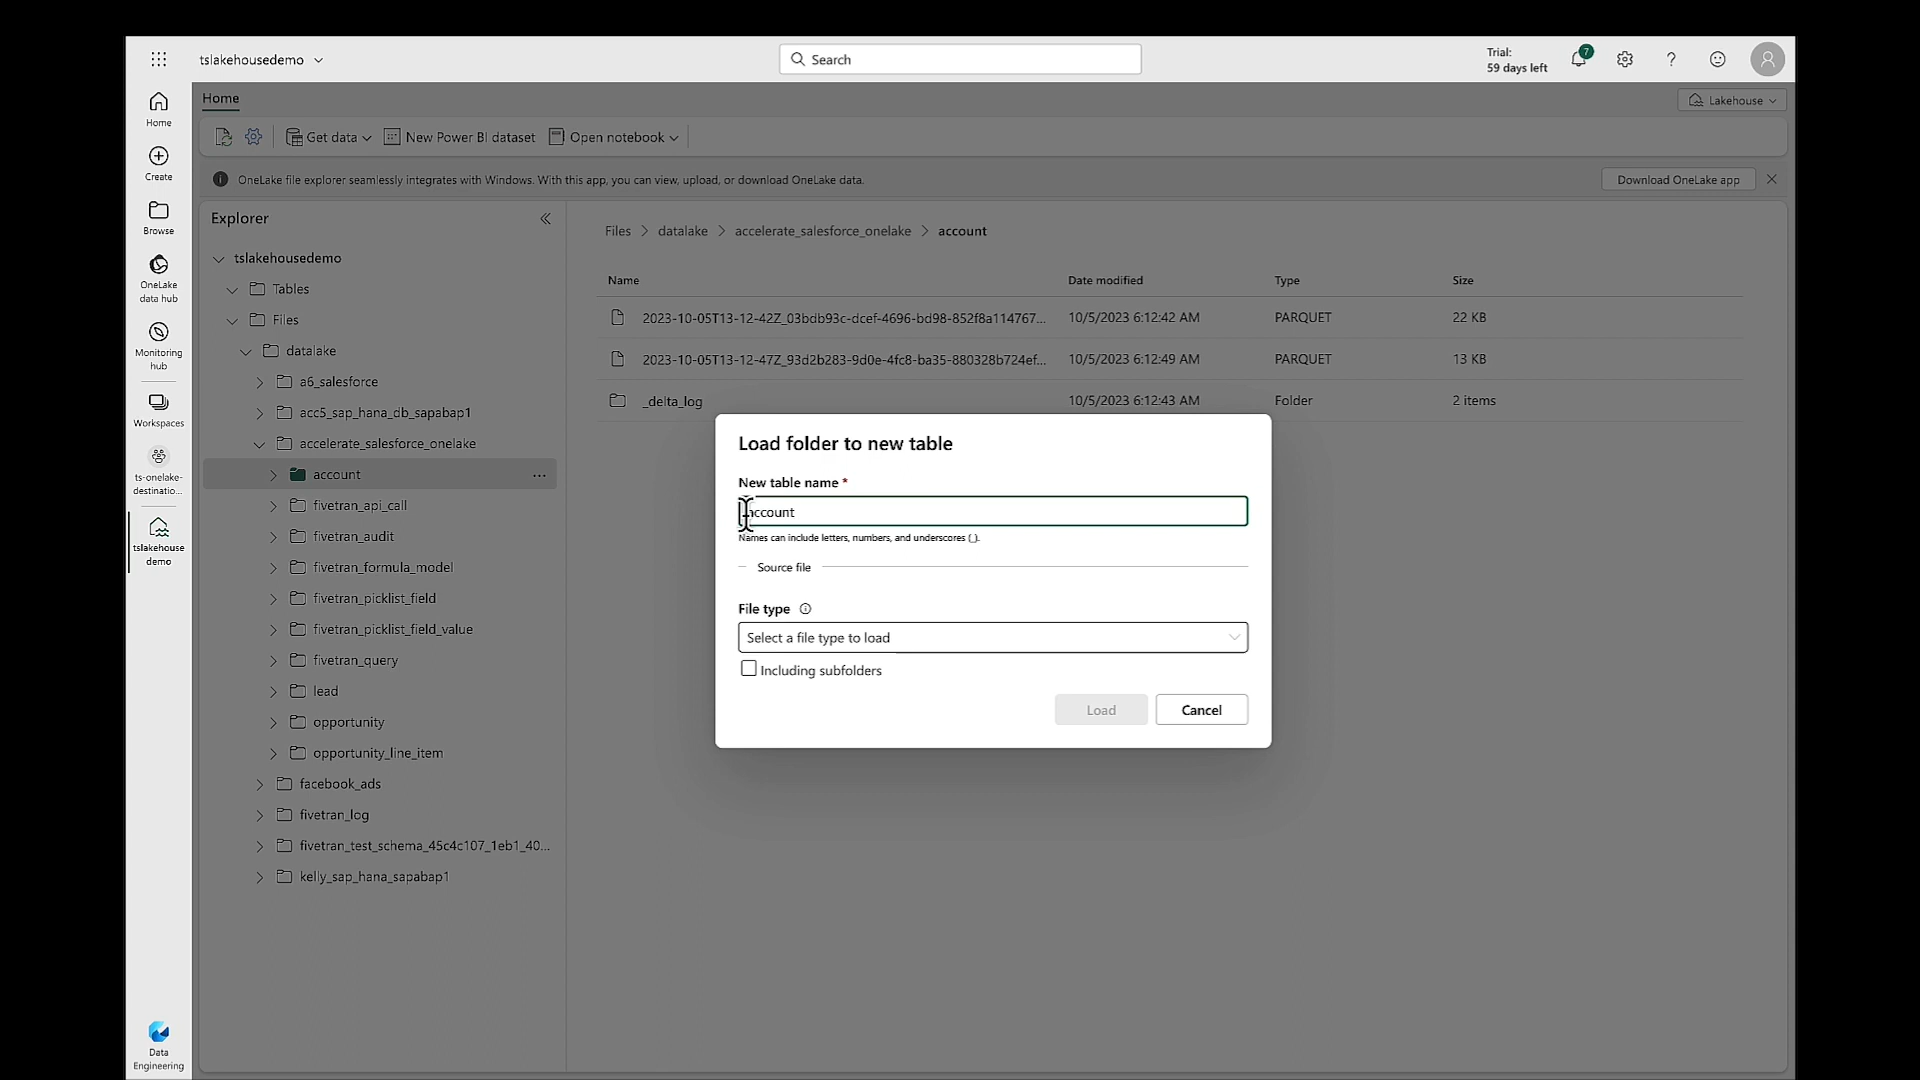 tslakehousedemo
Search
Trial:
59 days left
7
Home
Create
Browse
OneLake
data hub
Monitoring
hub
Workspaces
ts-onelake-
destinatio...
tslakehouse
demo
Data
Engineering
Home
Lakehouse
Get data
New Power BI dataset
Open notebook
OneLake file explorer seamlessly integrates with Windows. With this app, you can view, upload, or download OneLake data.
Download OneLake app
Explorer
tslakehousedemo
Tables
Files
datalake
a6_salesforce
acc5_sap_hana_db_sapabap1
accelerate_salesforce_onelake
account
fivetran_api_call
fivetran_audit
fivetran_formula_model
fivetran_picklist_field
fivetran_picklist_field_value
fivetran_query
lead
opportunity
opportunity_line_item
facebook_ads
fivetran_log
fivetran_test_schema_45c4c107_1eb1_40...
kelly_sap_hana_sapabap1
Files > datalake > accelerate_salesforce_onelake > account
Name Date modified Type Size
2023-10-05T13-12-42Z_03bdb93c-dcef-4696-bd98-852f8a114767... 10/5/2023 6:12:42 AM PARQUET 22 KB
2023-10-05T13-12-47Z_93d2b283-9d0e-4fc8-ba35-880328b724ef... 10/5/2023 6:12:49 AM PARQUET 13 KB
_delta_log 10/5/2023 6:12:43 AM Folder 2 items
Load folder to new table
New table name *
account
Names can include letters, numbers, and underscores (_).
Source file
File type
Select a file type to load
Including subfolders
Load
Cancel